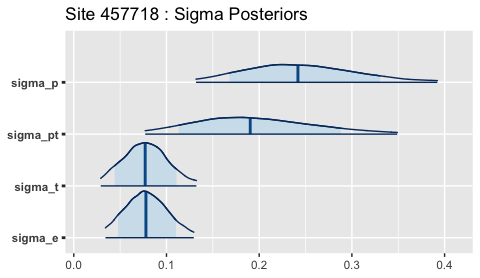 Site 457718 : Sigma Posteriors
sigma_p
sigma_pt
sigma_t
sigma_e
0.0 0.1 0.2 0.3 0.4